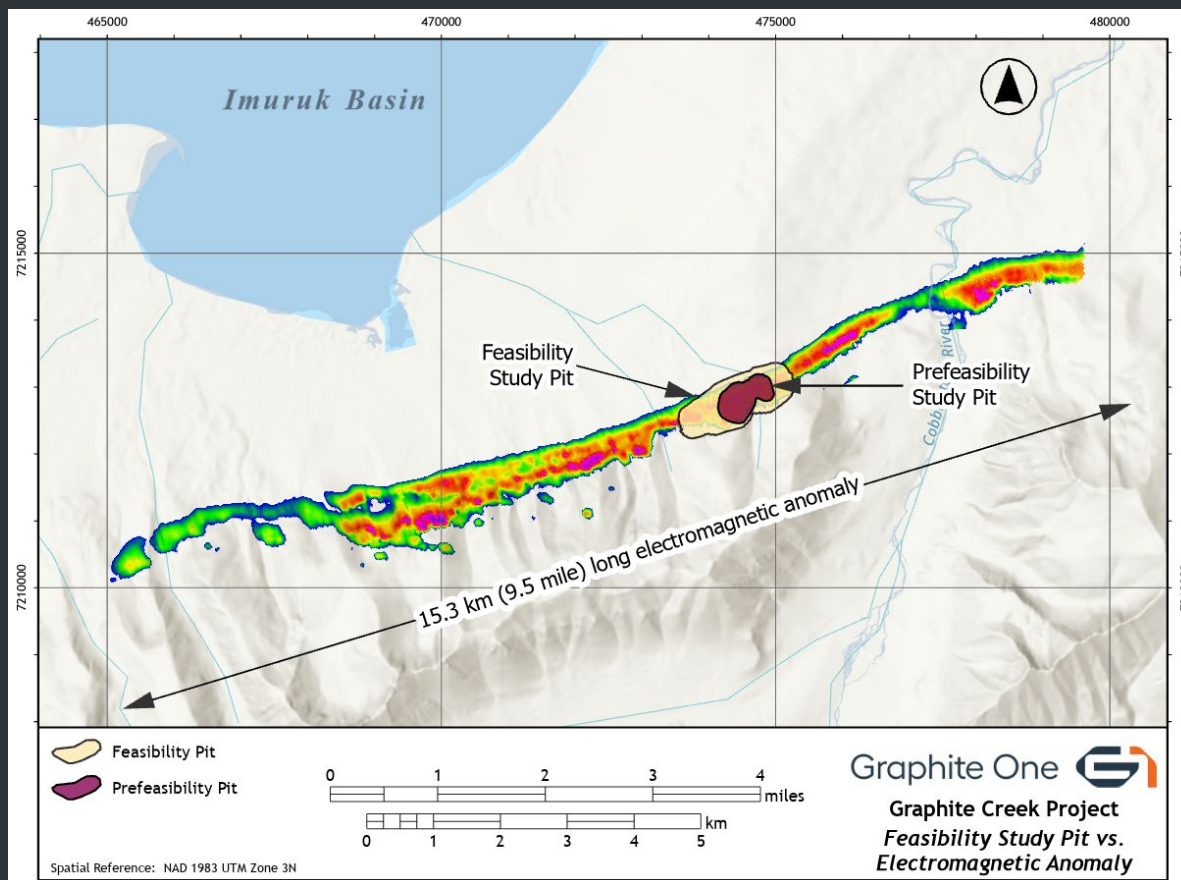 465000
470000
475000
480000
Imuruk Basin
7215000
Feasibility
Study Pit
Prefeasibility
Study Pit
River
15.3 km (9.5 mile) long electromagnetic anomaly
7210000
Feasibility Pit
Prefeasibility Pit
0 1 2 3 4
miles
km
0 1 2 3 4 5
Spatial Reference: NAD 1983 UTM Zone 3N
Graphite One
Graphite Creek Project
Feasibility Study Pit vs.
Electromagnetic Anomaly